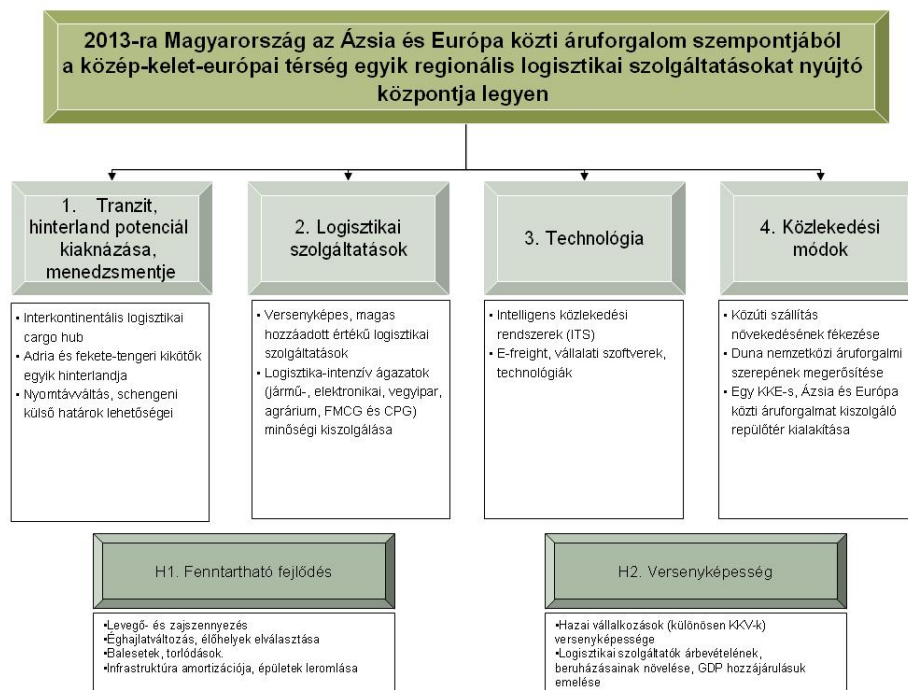 2013-ra Magyarország az Ázsia és Európa közti áruforgalom szempontjából
a közép-kelet-európai térség egyik regionális logisztikai szolgáltatásokat nyújtó
központja legyen
1. Tranzit,
hinterland potenciál
kiaknázása,
menedzsmentje
▪ Interkontinentális logisztikai
cargo hub
▪ Adria és fekete-tengeri kikötők
egyik hinterlandja
▪ Nyomtávváltás, schengeni
külső határok lehetőségei
2. Logisztikai
szolgáltatások
▪ Versenyképes, magas
hozzáadott értékű logisztikai
szolgáltatások
▪ Logisztika-intenzív ágazatok
(jármű-, elektronikai, vegyipar,
agrárium, FMCG és CPG)
minőségi kiszolgálása
3. Technológia
▪ Intelligens közlekedési
rendszerek (ITS)
▪ E-freight, vállalati szoftverek,
technológiák
4. Közlekedési
módok
▪ Közúti szállítás
növekedésének fékezése
▪ Duna nemzetközi áruforgalmi
szerepének megerősítése
▪ Egy KKE-s, Ázsia és Európa
közti áruforgalmat kiszolgáló
repülőtér kialakítása
H1. Fenntartható fejlődés
▪Levegő- és zajszennyezés
▪Éghajlatváltozás, élőhelyek elválasztása
▪Balesetek, torlódások.
▪Infrastruktúra amortizációja, épületek leromlása
H2. Versenyképesség
▪Hazai vállalkozások (különösen KKV-k)
versenyképessége
▪Logisztikai szolgáltatók árbevételének,
beruházásainak növelése, GDP hozzájárulásuk
emelése